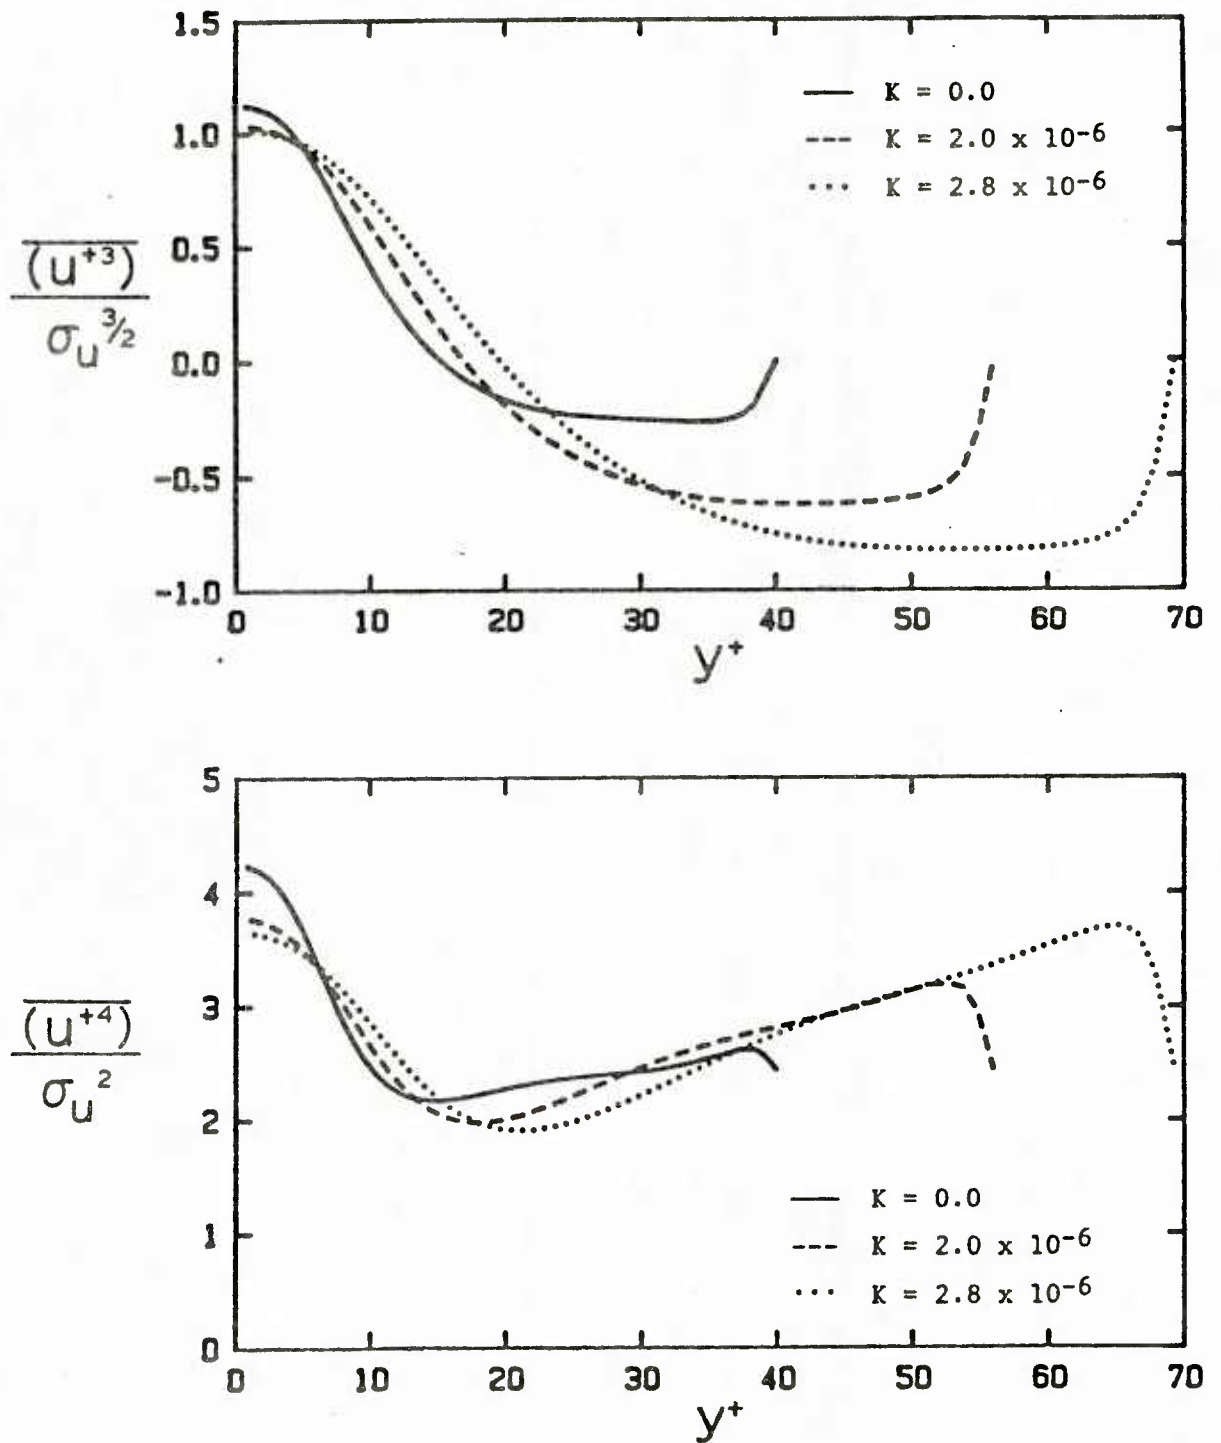 1.5
1.0
0.5
0.0
-0.5
-1.0
(u+3)
σu3/2
K = 0.0
K = 2.0 x 10-6
K = 2.8 x 10-6
0 10 20 30 40 50 60 70
y+
5
4
3
2
1
0
(u+4)
σu2
K = 0.0
K = 2.0 x 10-6
K = 2.8 x 10-6
0 10 20 30 40 50 60 70
y+